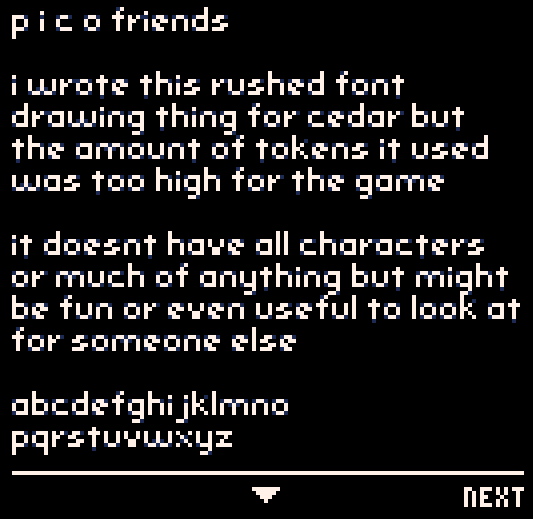 p i c o friends
i wrote this rushed font
drawing thing for cedar but
the amount of tokens it used
was too high for the game
it doesnt have all characters
or much of anything but might
be fun or even useful to look at
for someone else
abcdefghijklmno
pqrstuvwxyz
NEXT